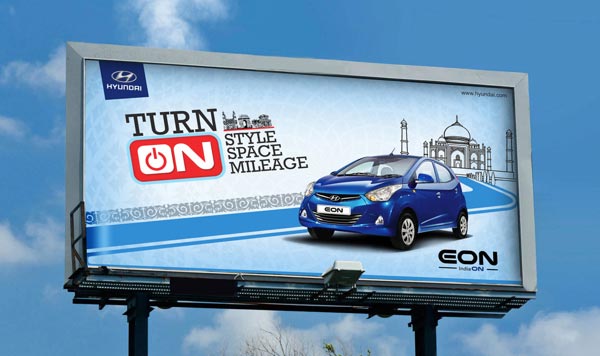 HYUNDAI
www.hyundai.com
TURN
ON
STYLE
SPACE
MILEAGE
EON
EON
India ON